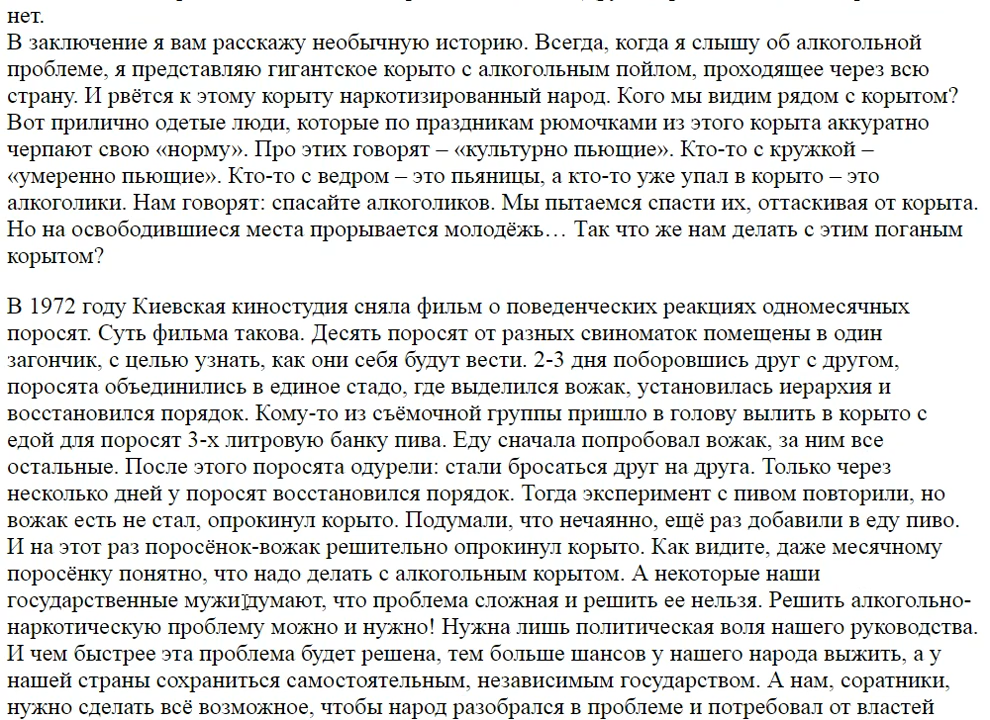 нет.
В заключение я вам расскажу необычную историю. Всегда, когда я слышу об алкогольной
проблеме, я представляю гигантское корыто с алкогольным пойлом, проходящее через всю
страну. И рвётся к этому корыту наркотизированный народ. Кого мы видим рядом с корытом?
Вот прилично одетые люди, которые по праздникам рюмочками из этого корыта аккуратно
черпают свою «норму». Про этих говорят – «культурно пьющие». Кто-то с кружкой –
«умеренно пьющие». Кто-то с ведром – это пьяницы, а кто-то уже упал в корыто – это
алкоголики. Нам говорят: спасайте алкоголиков. Мы пытаемся спасти их, оттаскивая от корыта.
Но на освободившиеся места прорывается молодёжь… Так что же нам делать с этим поганым
корытом?
В 1972 году Киевская киностудия сняла фильм о поведенческих реакциях одномесячных
поросят. Суть фильма такова. Десять поросят от разных свиноматок помещены в один
загончик, с целью узнать, как они себя будут вести. 2-3 дня поборовшись друг с другом,
поросята объединились в единое стадо, где выделился вожак, установилась иерархия и
восстановился порядок. Кому-то из съёмочной группы пришло в голову вылить в корыто с
едой для поросят 3-х литровую банку пива. Еду сначала попробовал вожак, за ним все
остальные. После этого поросята одурели: стали бросаться друг на друга. Только через
несколько дней у поросят восстановился порядок. Тогда эксперимент с пивом повторили, но
вожак есть не стал, опрокинул корыто. Подумали, что нечаянно, ещё раз добавили в еду пиво.
И на этот раз поросёнок-вожак решительно опрокинул корыто. Как видите, даже месячному
поросёнку понятно, что надо делать с алкогольным корытом. А некоторые наши
государственные мужи думают, что проблема сложная и решить ее нельзя. Решить алкогольно-
наркотическую проблему можно и нужно! Нужна лишь политическая воля нашего руководства.
И чем быстрее эта проблема будет решена, тем больше шансов у нашего народа выжить, а у
нашей страны сохраниться самостоятельным, независимым государством. А нам, соратники,
нужно сделать всё возможное, чтобы народ разобрался в проблеме и потребовал от властей